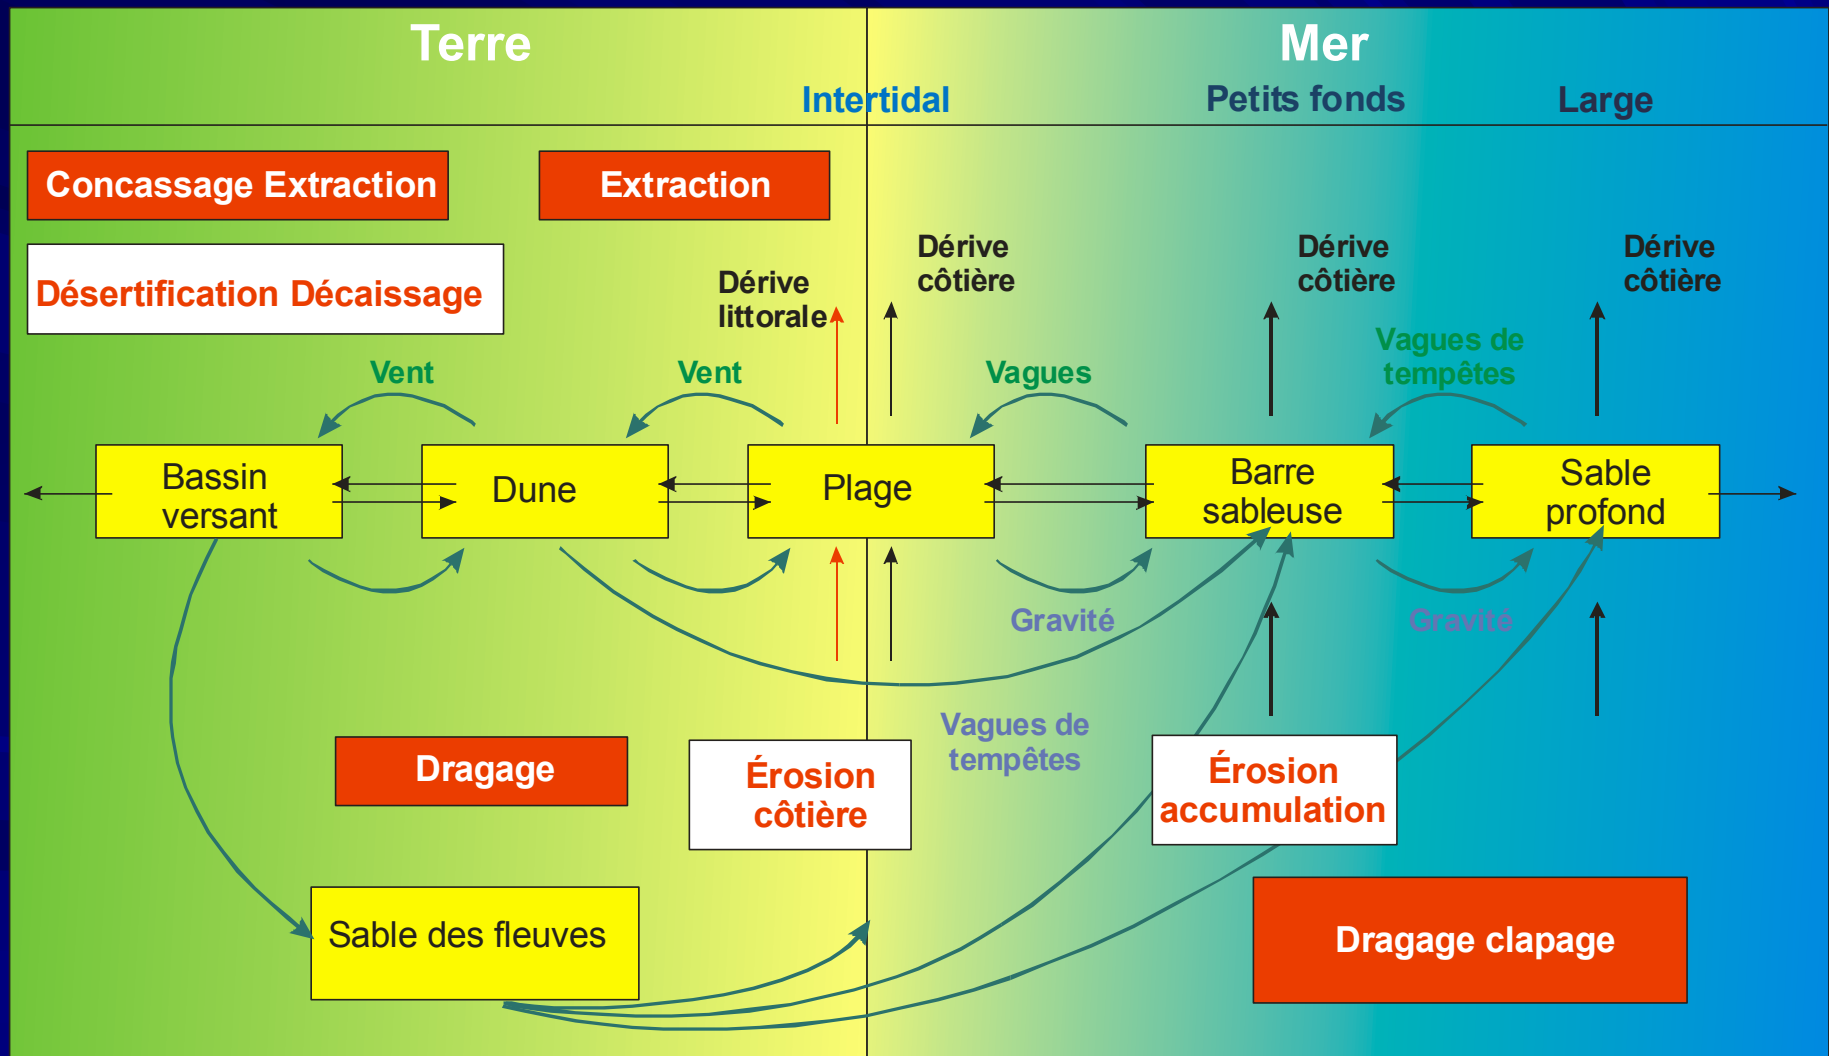 Terre
Mer
Intertidal
Petits fonds
Large
Concassage Extraction
Extraction
Désertification Décaissage
Dérive
littorale
Dérive
côtière
Dérive
côtière
Dérive
côtière
Vent
Vent
Vagues
Vagues de
tempêtes
Bassin
versant
Dune
Plage
Barre
sableuse
Sable
profond
Gravité
Gravité
Vagues de
tempêtes
Dragage
Érosion
côtière
Érosion
accumulation
Sable des fleuves
Dragage clapage